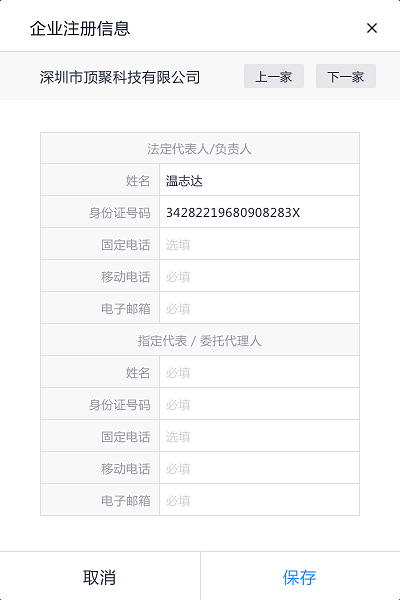 企业注册信息
深圳市顶聚科技有限公司 上一家 下一家
法定代表人/负责人
姓名 温志达
身份证号码 34282219680908283X
固定电话 选填
移动电话 必填
电子邮箱 必填
指定代表 / 委托代理人
姓名 必填
身份证号码 必填
固定电话 选填
移动电话 必填
电子邮箱 必填
取消 保存